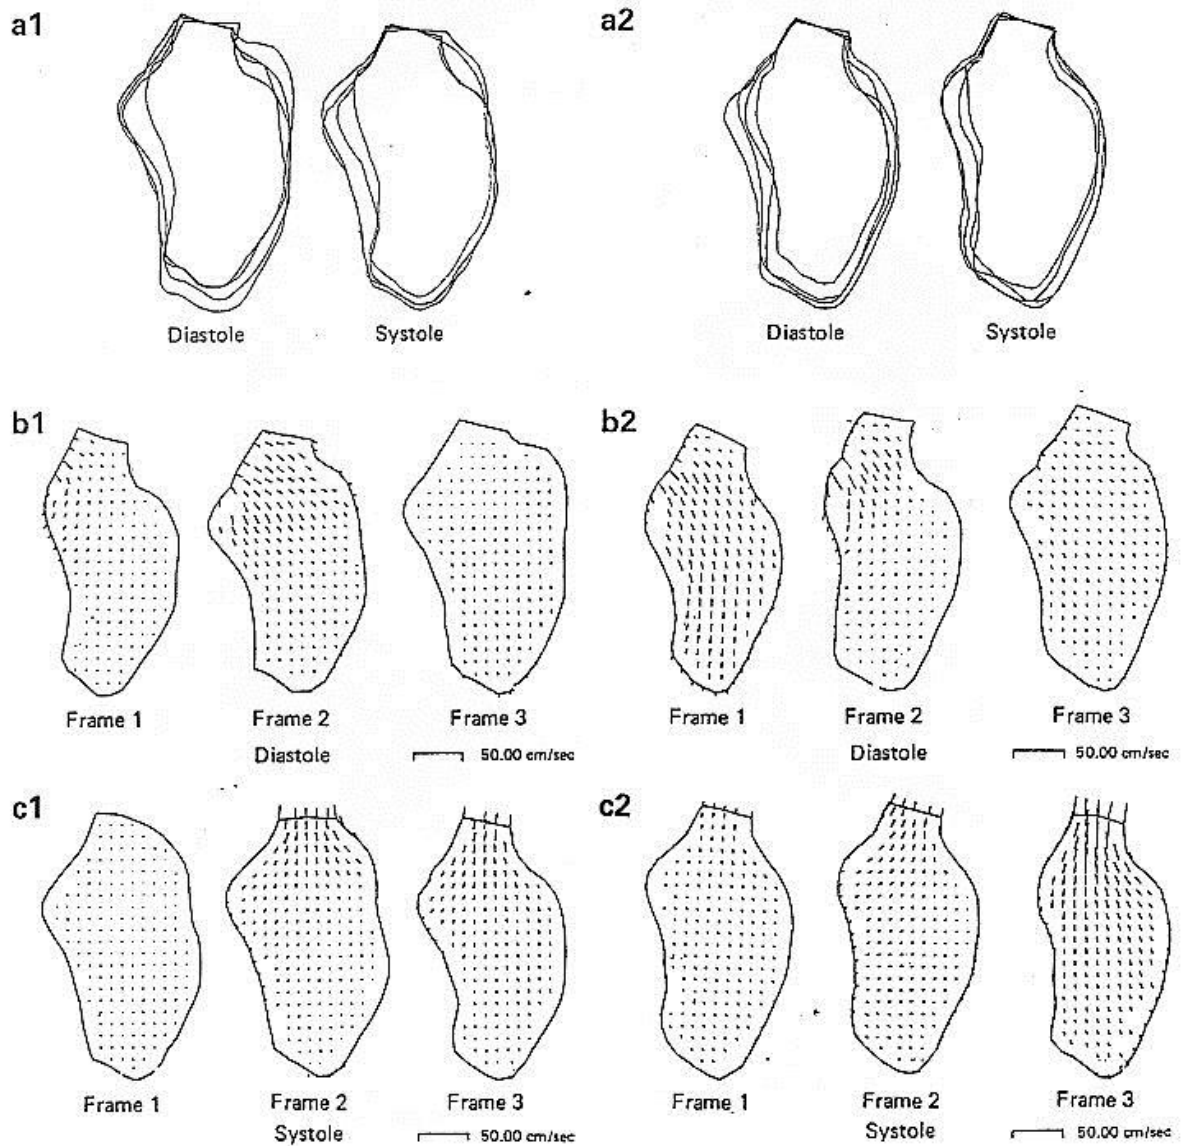 a1
a2
Diastole Systole
Diastole Systole
b1
b2
Frame 1 Frame 2 Frame 3
Diastole 50.00 cm/sec
Frame 1 Frame 2 Frame 3
Diastole 50.00 cm/sec
c1
c2
Frame 1 Frame 2 Frame 3
Systole 50.00 cm/sec
Frame 1 Frame 2 Frame 3
Systole 50.00 cm/sec